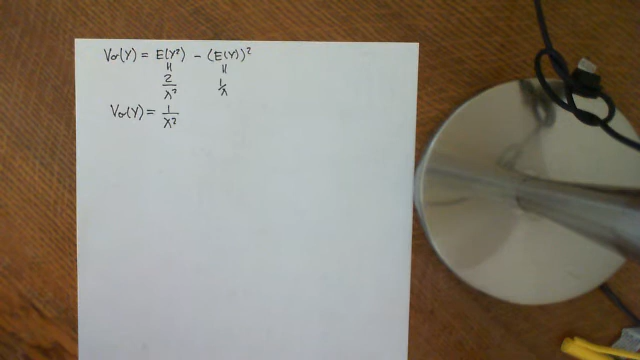 Var(Y) = E(Y²) − (E(Y))²
= 2/λ² = 1/λ
Var(Y) = 1/λ²